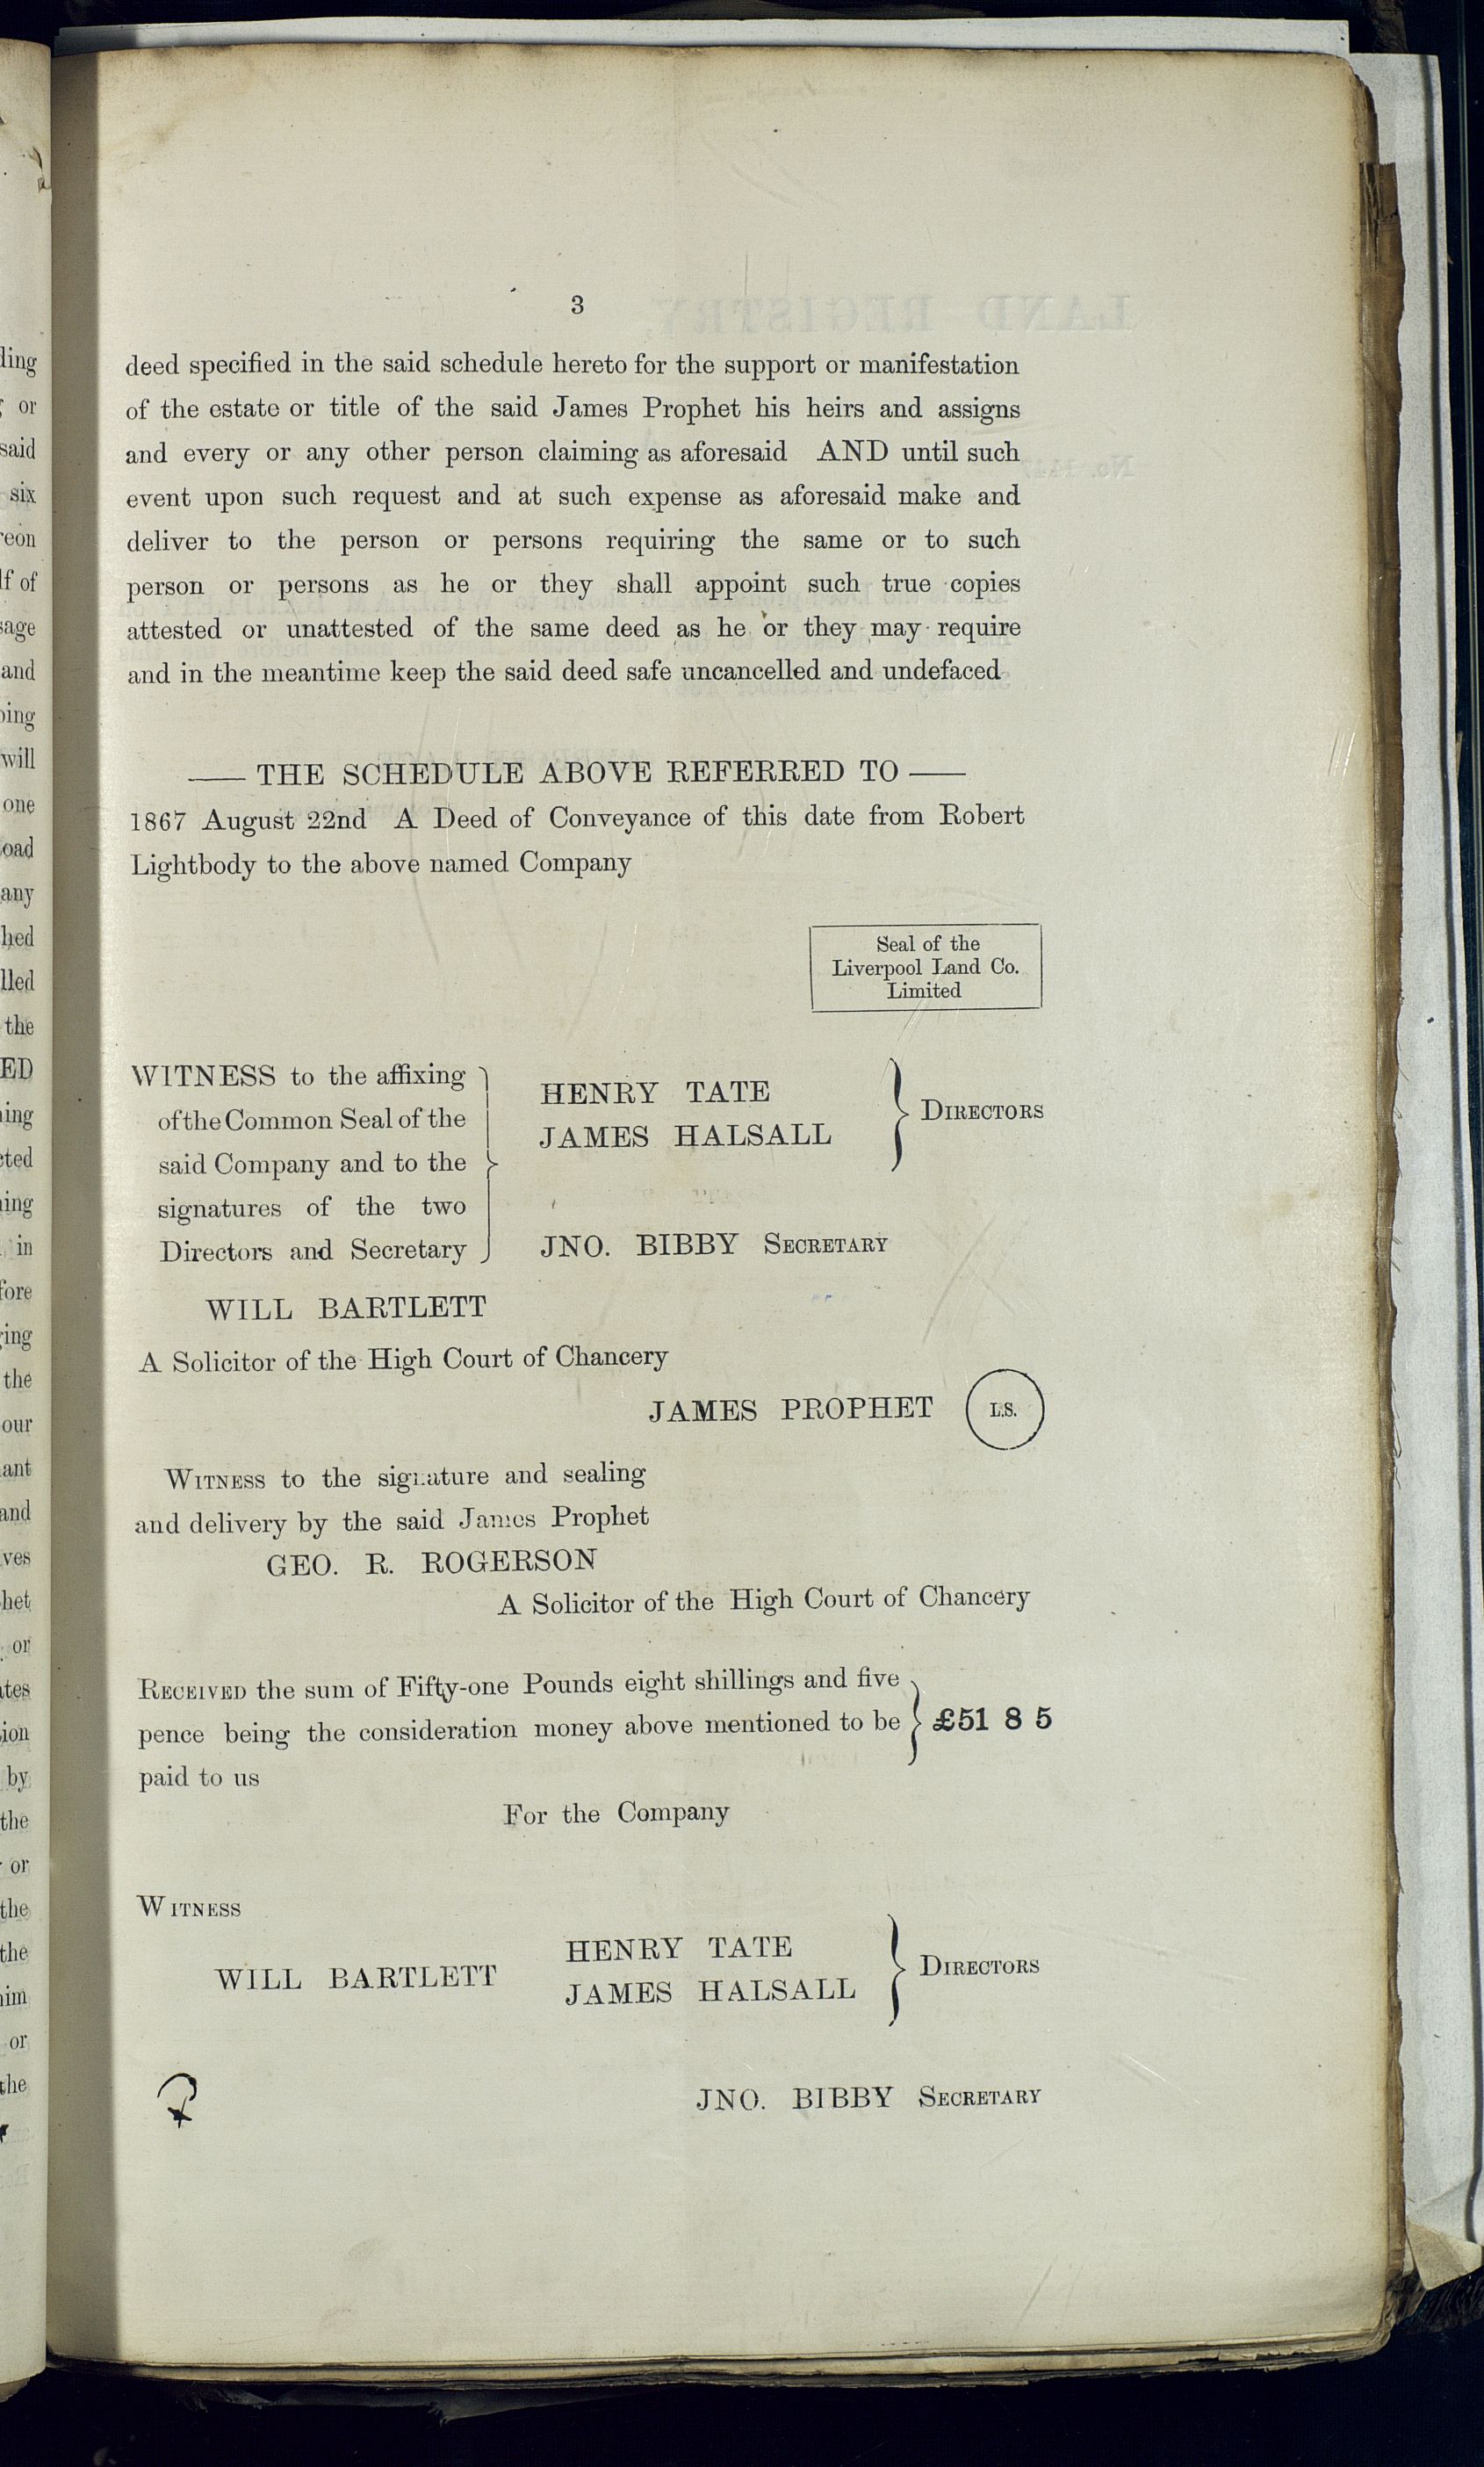 3
deed specified in the said schedule hereto for the support or manifestation
of the estate or title of the said James Prophet his heirs and assigns
and every or any other person claiming as aforesaid AND until such
event upon such request and at such expense as aforesaid make and
deliver to the person or persons requiring the same or to such
person or persons as he or they shall appoint such true copies
attested or unattested of the same deed as he or they may require
and in the meantime keep the said deed safe uncancelled and undefaced
— THE SCHEDULE ABOVE REFERRED TO —
1867 August 22nd A Deed of Conveyance of this date from Robert
Lightbody to the above named Company
Seal of the
Liverpool Land Co.
Limited
WITNESS to the affixing
of the Common Seal of the
said Company and to the
signatures of the two
Directors and Secretary
HENRY TATE
JAMES HALSALL
DIRECTORS
JNO. BIBBY SECRETARY
WILL BARTLETT
A Solicitor of the High Court of Chancery
JAMES PROPHET L.S.
WITNESS to the signature and sealing
and delivery by the said James Prophet
GEO. R. ROGERSON
A Solicitor of the High Court of Chancery
RECEIVED the sum of Fifty-one Pounds eight shillings and five
pence being the consideration money above mentioned to be
paid to us
£51 8 5
For the Company
WITNESS
WILL BARTLETT
HENRY TATE
JAMES HALSALL
DIRECTORS
JNO. BIBBY SECRETARY